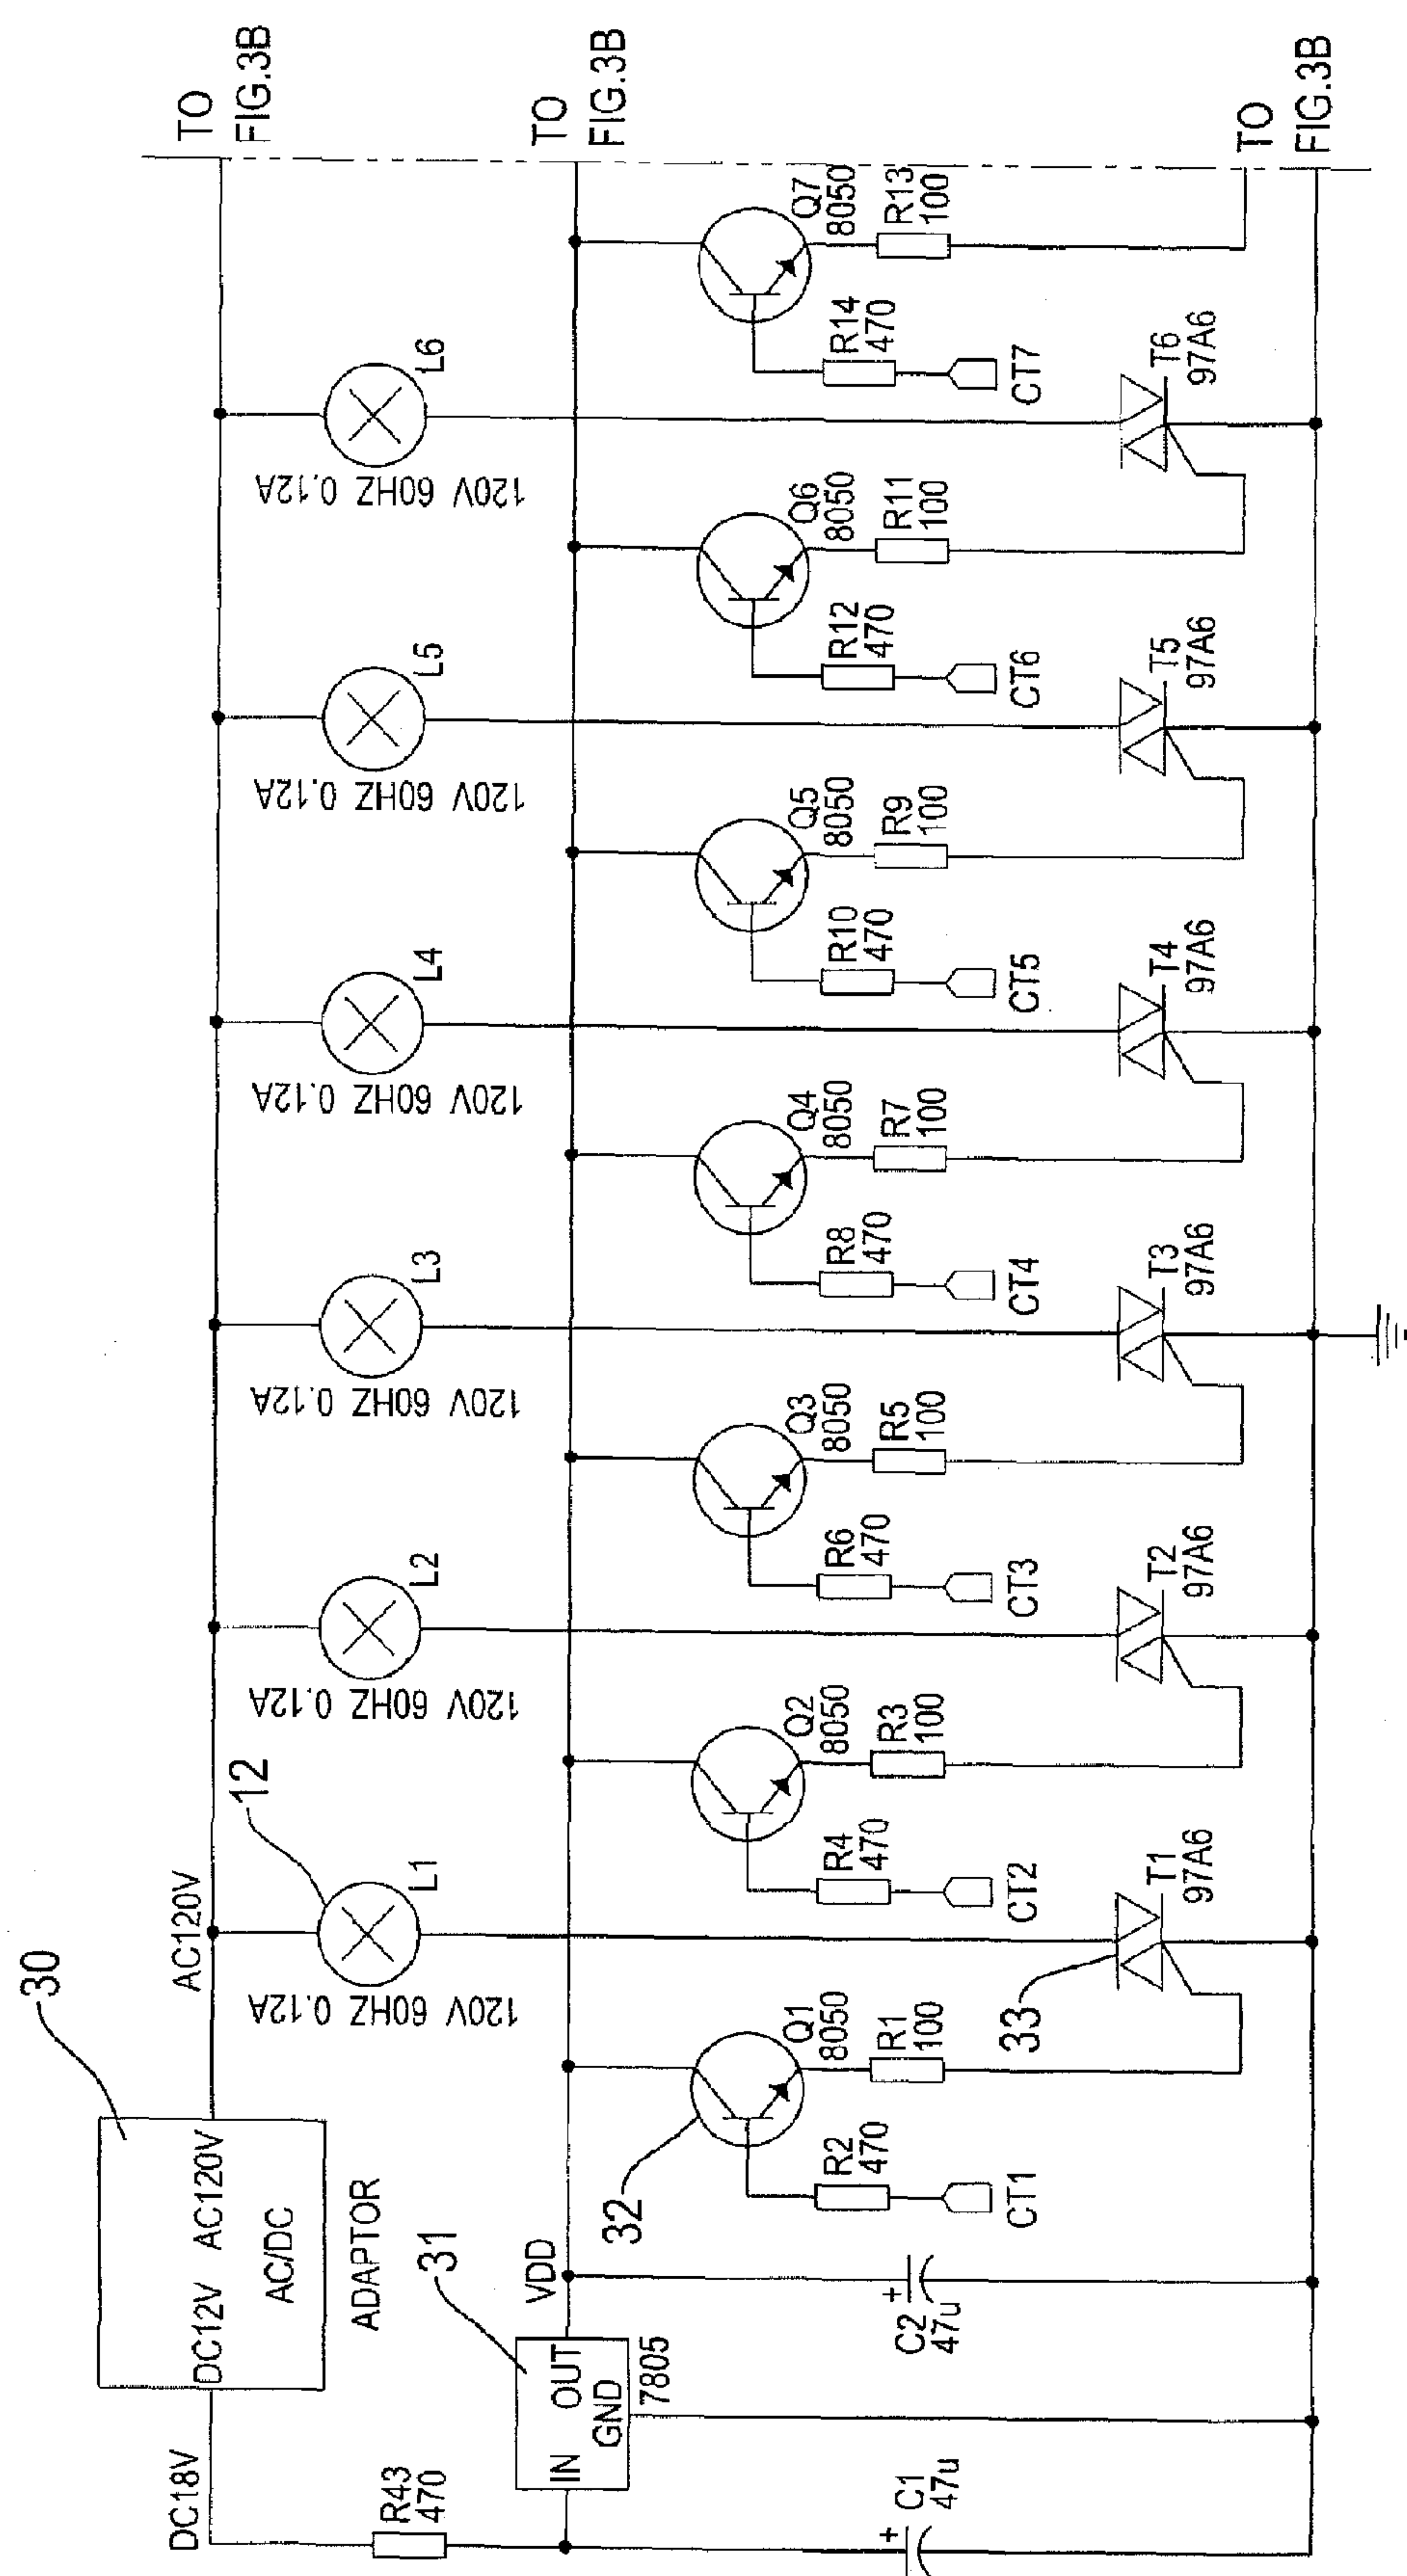 30
DC12V AC120V
AC/DC
ADAPTOR
DC18V
AC120V
TO
FIG.3B
R43
470
31
IN OUT
GND
7805
VDD
TO
FIG.3B
C1
47u
+
C2
47u
+
12
L1
120V 60HZ 0.12A
L2
120V 60HZ 0.12A
L3
120V 60HZ 0.12A
L4
120V 60HZ 0.12A
L5
120V 60HZ 0.12A
L6
120V 60HZ 0.12A
32
Q1
8050
R1
100
R2
470
CT1
Q2
8050
R3
100
R4
470
CT2
Q3
8050
R5
100
R6
470
CT3
Q4
8050
R7
100
R8
470
CT4
Q5
8050
R9
100
R10
470
CT5
Q6
8050
R11
100
R12
470
CT6
Q7
8050
R13
100
R14
470
CT7
33
T1
97A6
T2
97A6
T3
97A6
T4
97A6
T5
97A6
T6
97A6
TO
FIG.3B